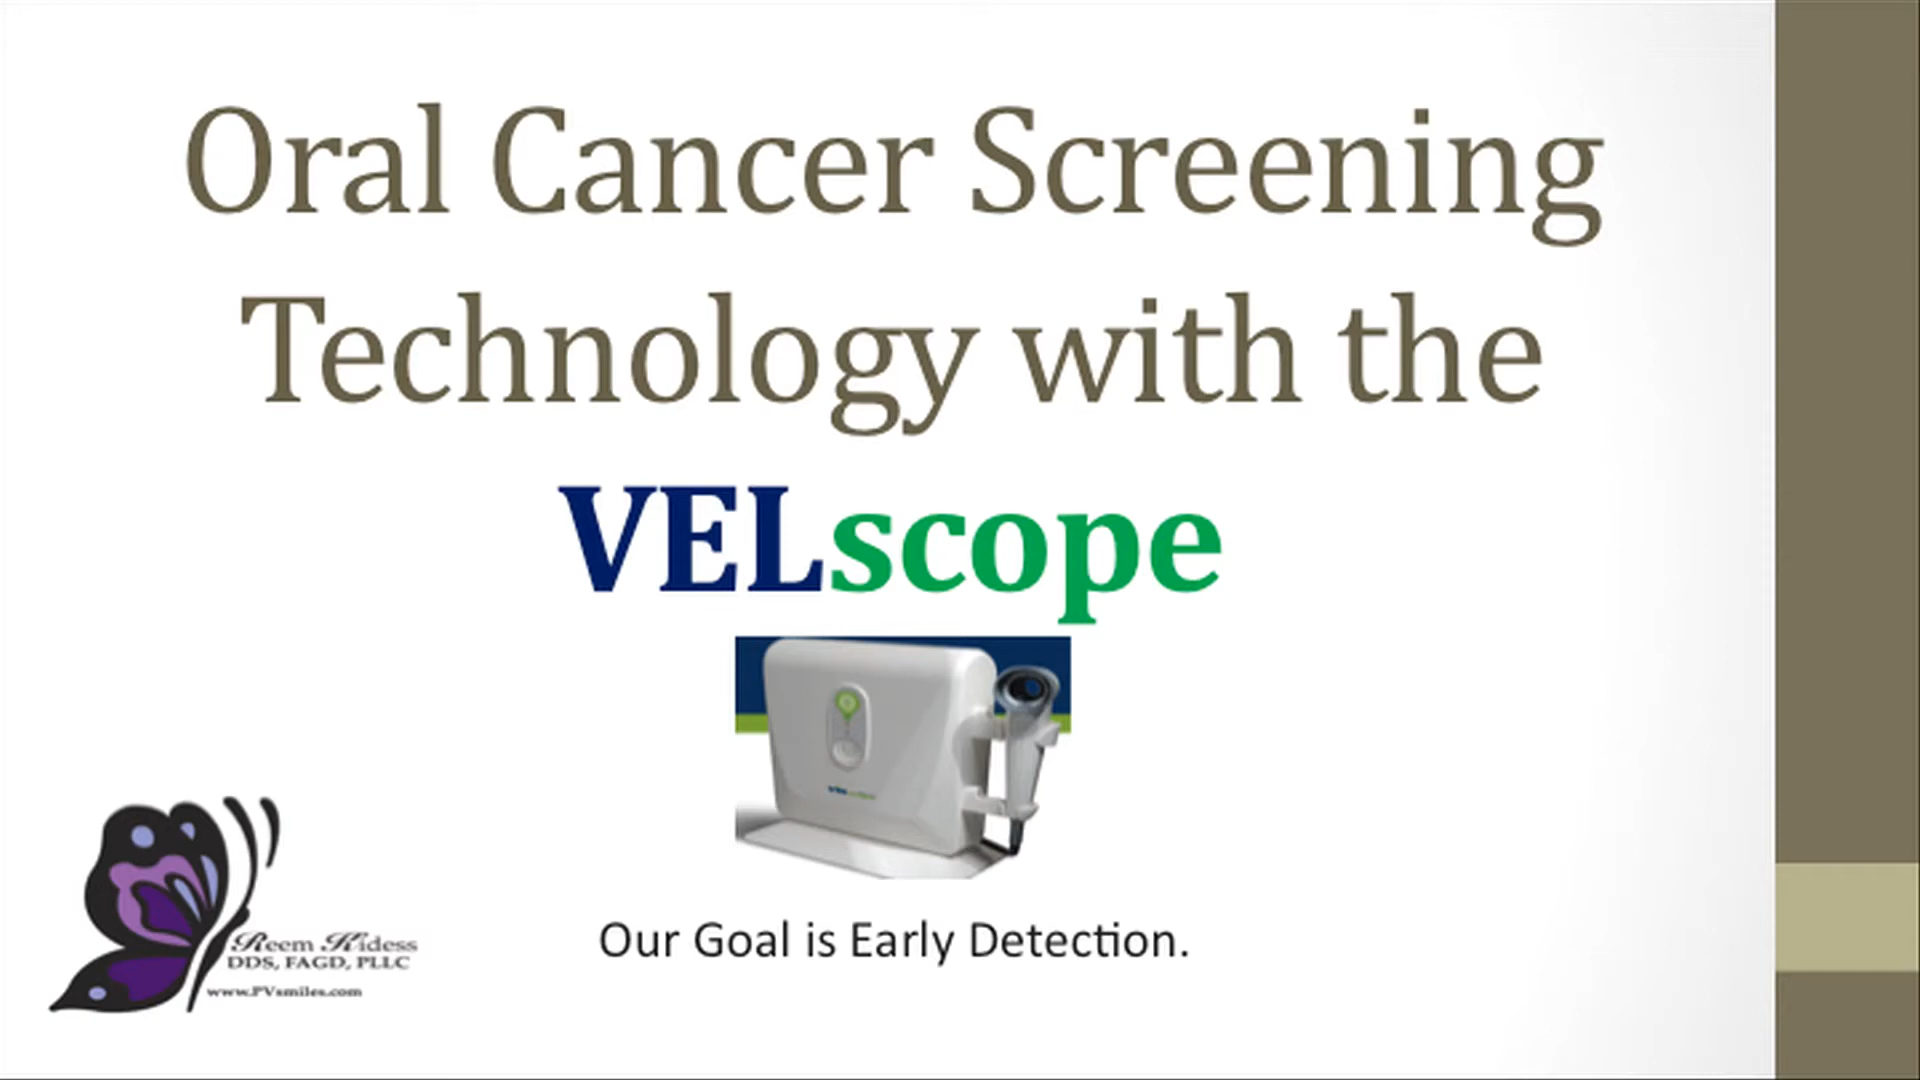 Oral Cancer Screening
Technology with the
VELscope
VELscope
Our Goal is Early Detection.
Reem Kidess
DDS, FAGD, PLLC
www.PVsmiles.com